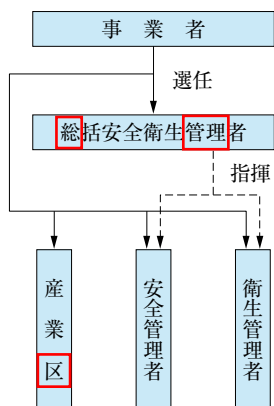 事業者
選任
総括安全衛生管理者
指揮
産業区
安全管理者
衛生管理者